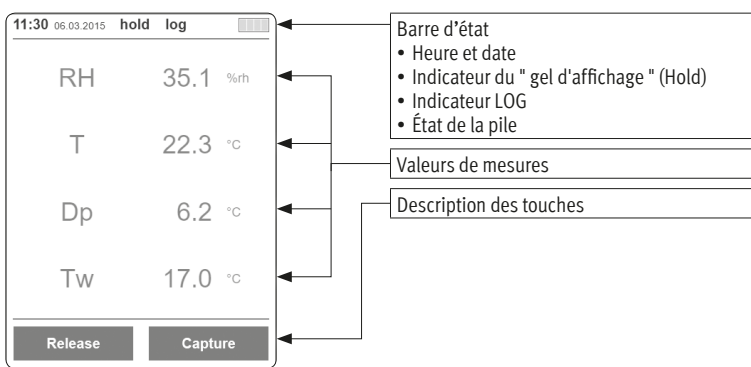 11:30 06.03.2015 hold log
RH 35.1 %rh
T 22.3 °C
Dp 6.2 °C
Tw 17.0 °C
Release Capture
Barre d’état
• Heure et date
• Indicateur du " gel d'affichage " (Hold)
• Indicateur LOG
• État de la pile
Valeurs de mesures
Description des touches